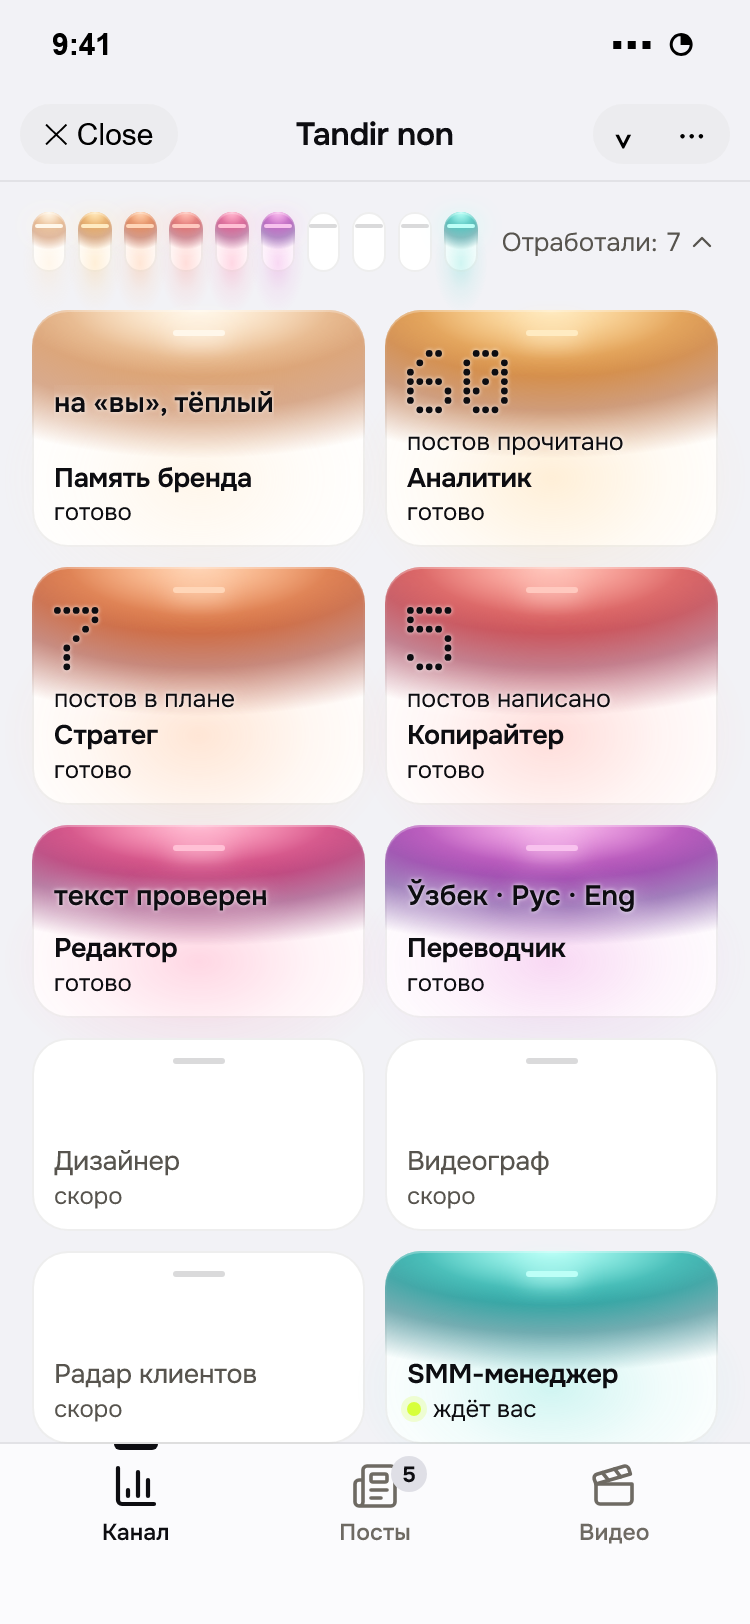 9:41
Close
Tandir non
Отработали: 7
на «вы», тёплый
Память бренда
готово
60
постов прочитано
Аналитик
готово
7
постов в плане
Стратег
готово
5
постов написано
Копирайтер
готово
текст проверен
Редактор
готово
Ўзбек · Рус · Eng
Переводчик
готово
Дизайнер
скоро
Видеограф
скоро
Радар клиентов
скоро
SMM-менеджер
ждёт вас
Канал
5
Посты
Видео